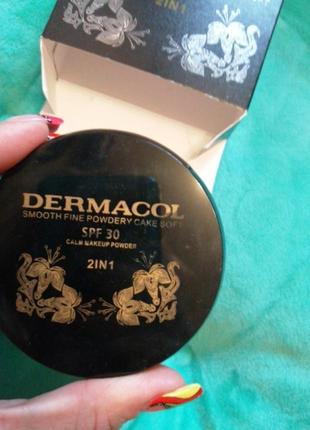 2IN1
DERMACOL
SMOOTH FINE POWDERY CAKE SOFT
SPF 30
CALM MAKEUP POWDER
2IN1